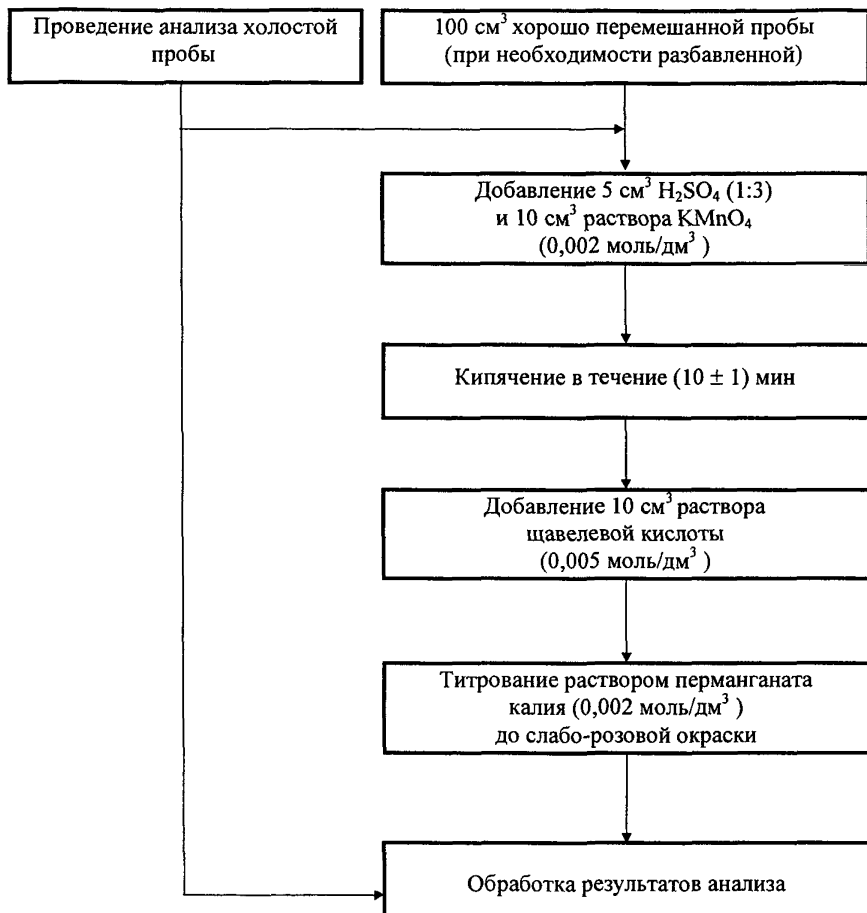 Проведение анализа холостой
пробы
100 см³ хорошо перемешанной пробы
(при необходимости разбавленной)
Добавление 5 см³ H₂SO₄ (1:3)
и 10 см³ раствора KMnO₄
(0,002 моль/дм³ )
Кипячение в течение (10 ± 1) мин
Добавление 10 см³ раствора
щавелевой кислоты
(0,005 моль/дм³ )
Титрование раствором перманганата
калия (0,002 моль/дм³ )
до слабо-розовой окраски
Обработка результатов анализа